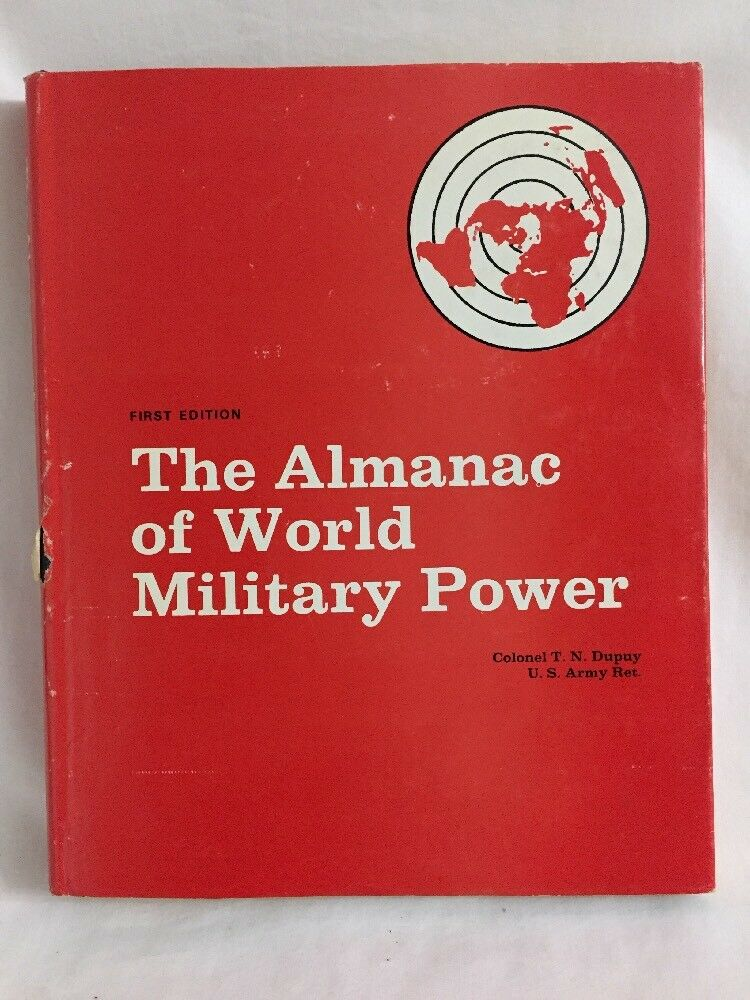 FIRST EDITION
The Almanac
of World
Military Power
Colonel T. N. Dupuy
U. S. Army Ret.